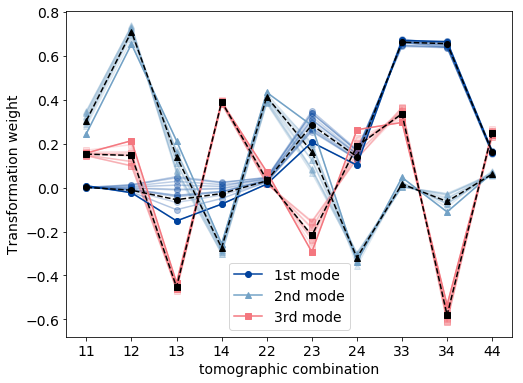 0.8
0.6
0.4
0.2
0.0
−0.2
−0.4
−0.6
Transformation weight
1st mode
2nd mode
3rd mode
11 12 13 14 22 23 24 33 34 44
tomographic combination